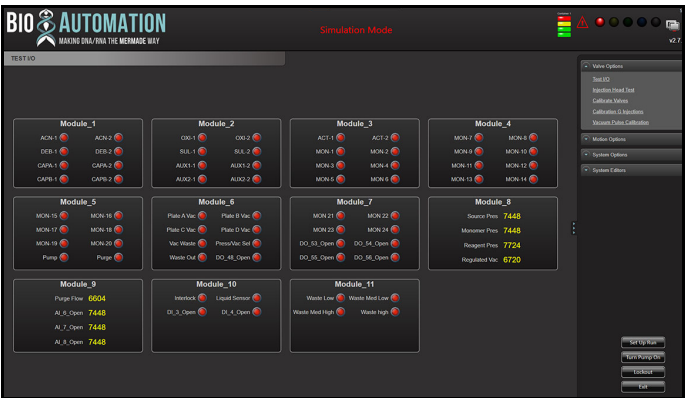 BIO AUTOMATION
MAKING DNA/RNA THE MERMADE WAY
Simulation Mode
v2.7
TEST I/O
Module_1
ACN-1 ACN-2
DEB-1 DEB-2
CAPA-1 CAPA-2
CAPB-1 CAPB-2
Module_2
OXI-1 OXI-2
SUL-1 SUL-2
AUX1-1 AUX1-2
AUX2-1 AUX2-2
Module_3
ACT-1 ACT-2
MON-1 MON-2
MON-3 MON-4
MON-5 MON 6
Module_4
MON-7 MON-8
MON-9 MON-10
MON-11 MON-12
MON-13 MON-14
Module_5
MON-15 MON-16
MON-17 MON-18
MON-19 MON-20
Pump Purge
Module_6
Plate A Vac Plate B Vac
Plate C Vac Plate D Vac
Vac Waste Press/Vac Sel
Waste Out DO_48_Open
Module_7
MON 21 MON 22
MON 23 MON 24
DO_53_Open DO_54_Open
DO_55_Open DO_56_Open
Module_8
Source Pres 7448
Monomer Pres 7448
Reagent Pres 7724
Regulated Vac 6720
Module_9
Purge Flow 6604
AI_6_Open 7448
AI_7_Open 7448
AI_8_Open 7448
Module_10
Interlock Liquid Sensor
DI_3_Open DI_4_Open
Module_11
Waste Low Waste Med Low
Waste Med High Waste high
Valve Options
Test I/O
Injection Head Test
Calibrate Valves
Calibration G Injections
Vacuum Pulse Calibration
Motion Options
System Options
System Editors
Set Up Run
Turn Pump On
Lockout
Exit